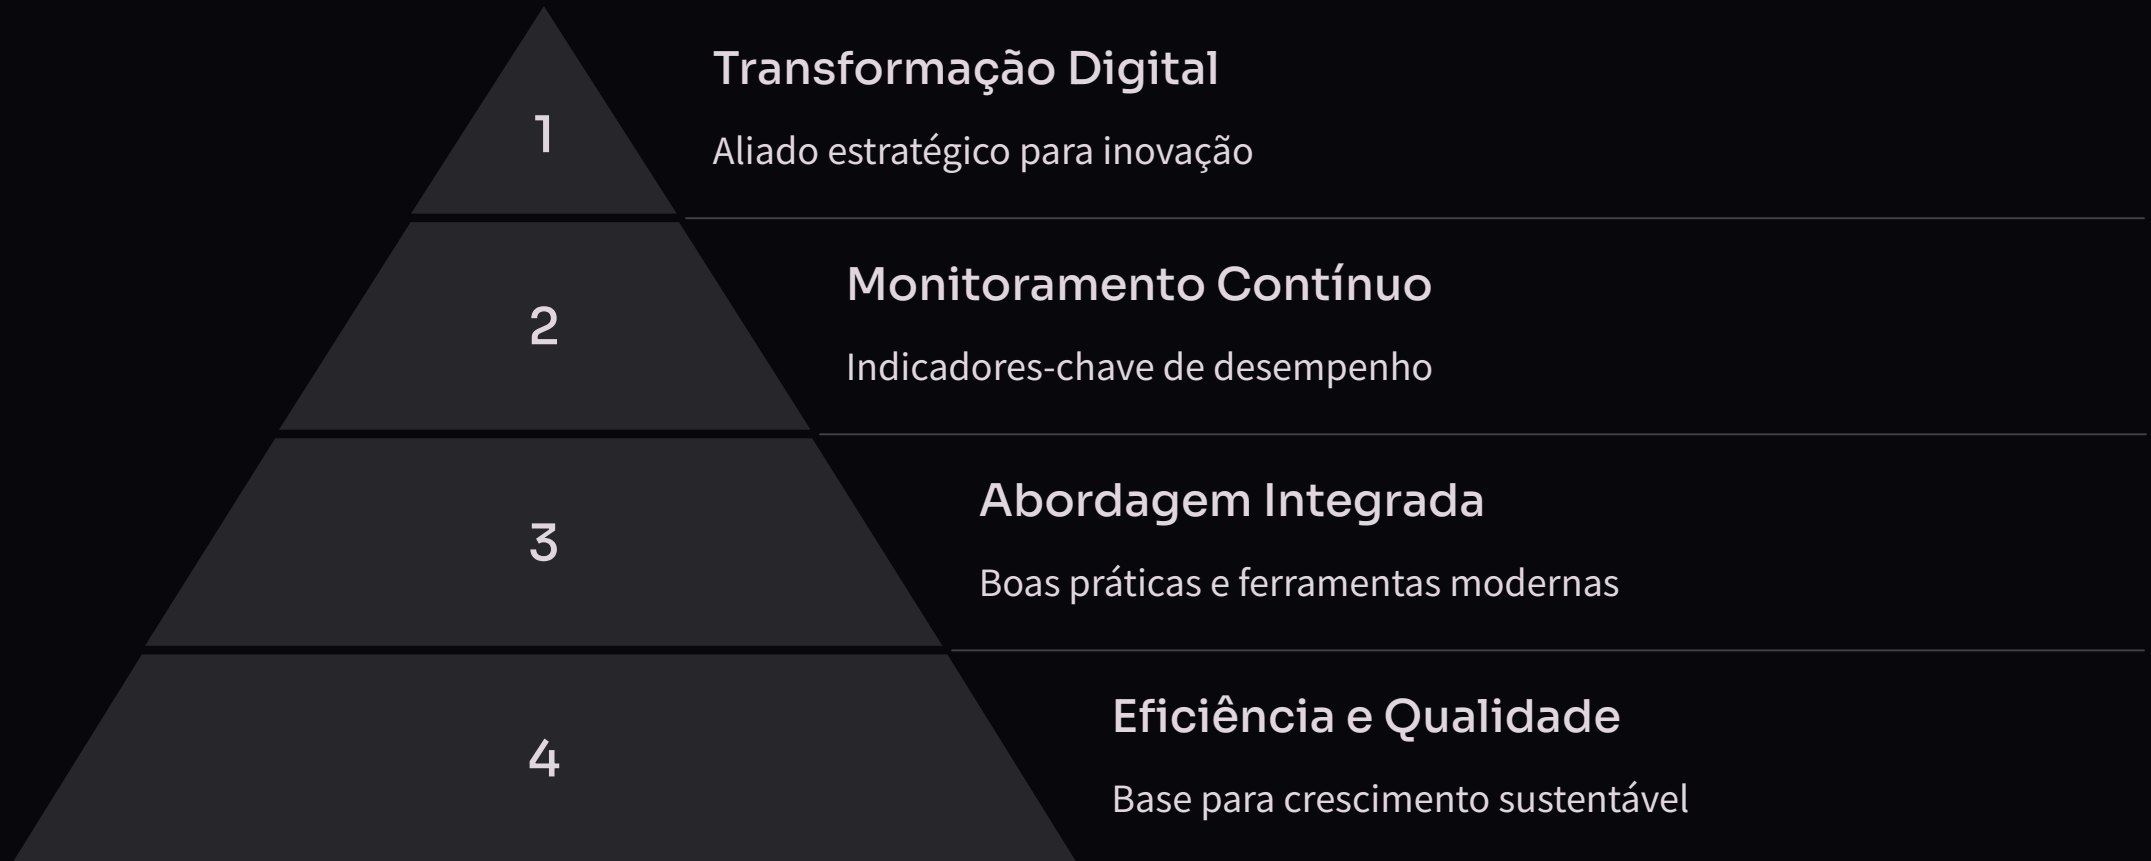 1
Transformação Digital
Aliado estratégico para inovação
2
Monitoramento Contínuo
Indicadores-chave de desempenho
3
Abordagem Integrada
Boas práticas e ferramentas modernas
4
Eficiência e Qualidade
Base para crescimento sustentável